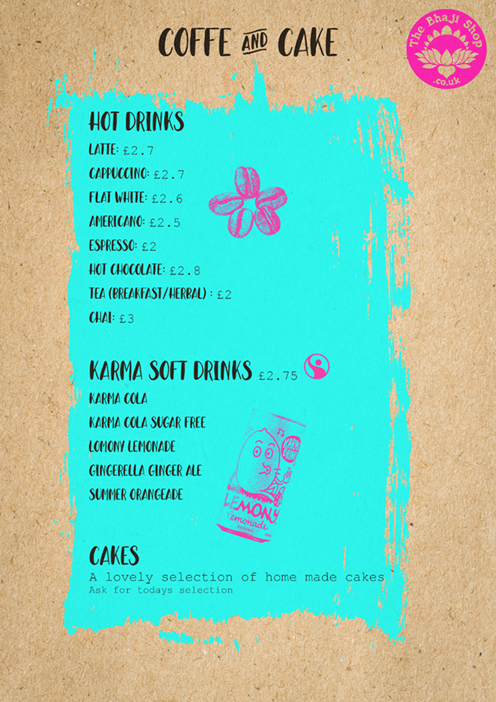 COFFE AND CAKE
The Bhaji Shop
.co.uk
HOT DRINKS
LATTE: £2.7
CAPPUCCINO: £2.7
FLAT WHITE: £2.6
AMERICANO: £2.5
ESPRESSO: £2
HOT CHOCOLATE: £2.8
TEA (BREAKFAST/HERBAL) : £2
CHAI: £3
KARMA SOFT DRINKS £2.75
KARMA COLA
KARMA COLA SUGAR FREE
LOMONY LEMONADE
GINGERELLA GINGER ALE
SUMMER ORANGEADE
LEMONY
Lemonade
CAKES
A lovely selection of home made cakes
Ask for todays selection